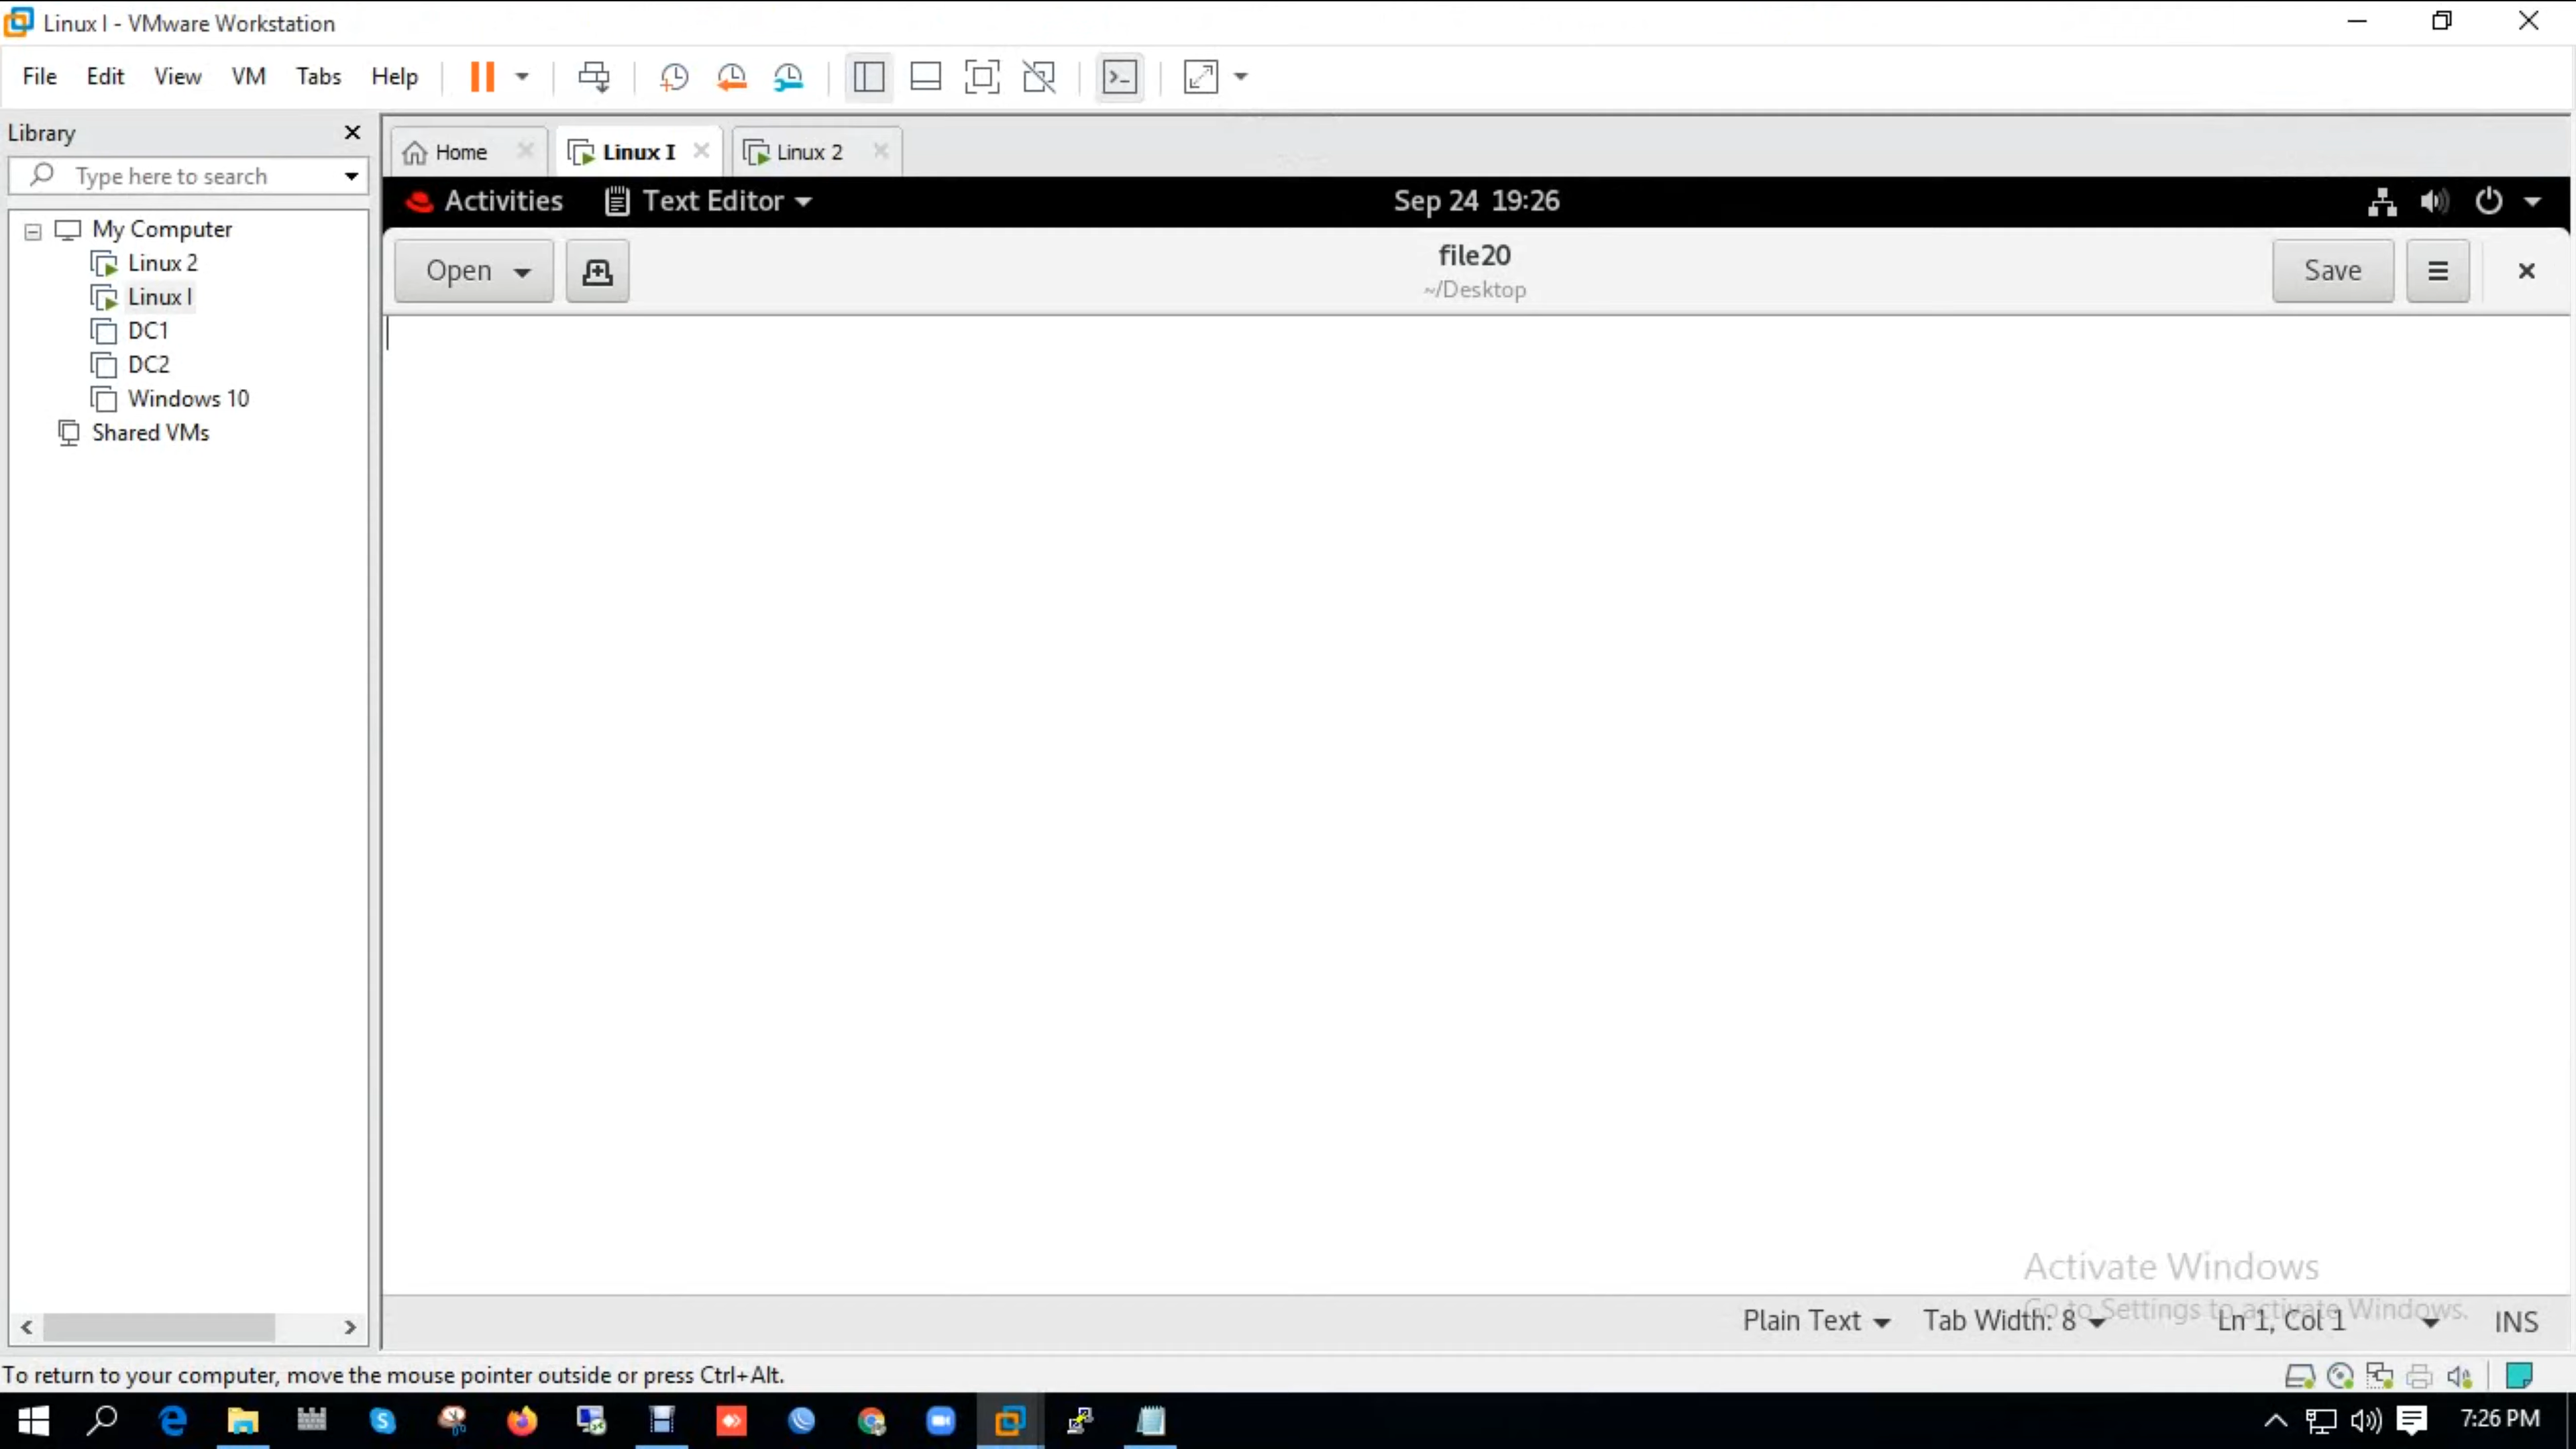 Linux I - VMware Workstation
File Edit View VM Tabs Help
Library
Type here to search
My Computer
Linux 2
Linux I
DC1
DC2
Windows 10
Shared VMs
Home Linux I Linux 2
Activities Text Editor Sep 24 19:26
Open file20 Save
~/Desktop
Activate Windows
Go to Settings to activate Windows.
Plain Text Tab Width: 8 Ln 1, Col 1 INS
To return to your computer, move the mouse pointer outside or press Ctrl+Alt.
7:26 PM